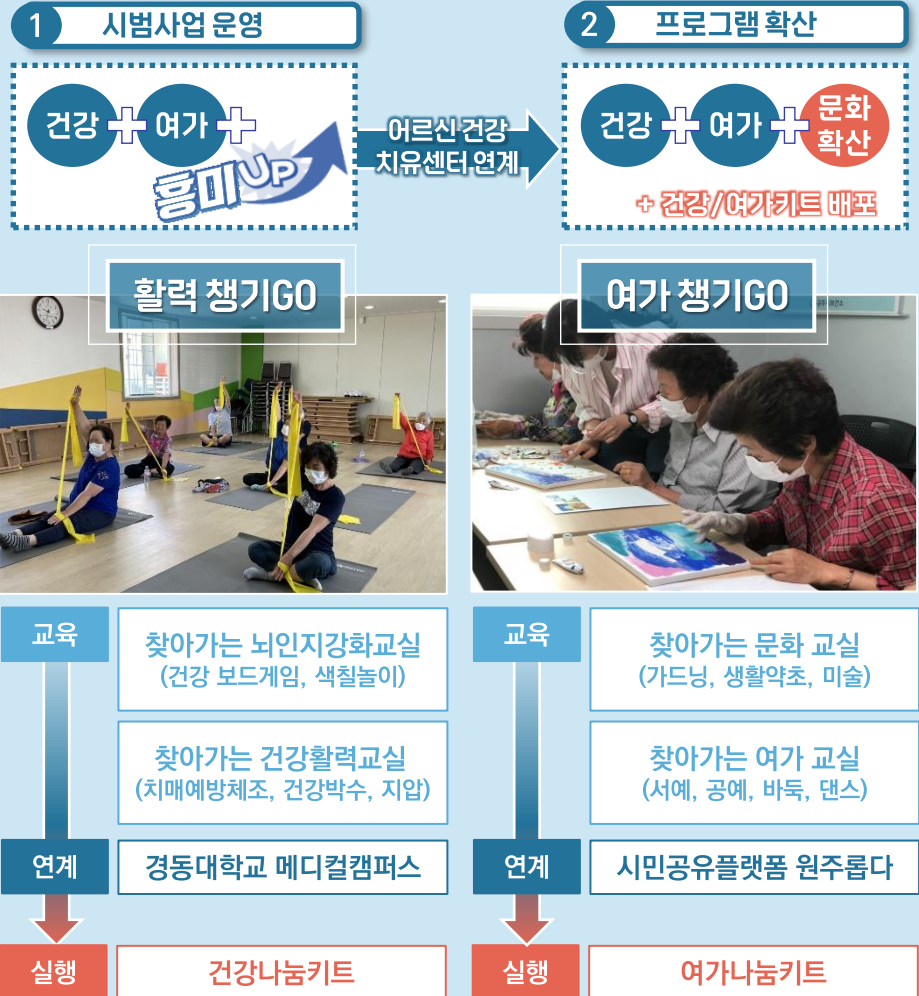 1 시범사업 운영
건강 + 여가 +
흥미UP
어르신 건강
치유센터 연계
2 프로그램 확산
건강 + 여가 + 문화
확산
+ 건강/여가키트 배포
활력 챙기GO
교육
찾아가는 뇌인지강화교실
(건강 보드게임, 색칠놀이)
찾아가는 건강활력교실
(치매예방체조, 건강박수, 지압)
연계
경동대학교 메디컬캠퍼스
실행
건강나눔키트
여가 챙기GO
교육
찾아가는 문화 교실
(가드닝, 생활약초, 미술)
찾아가는 여가 교실
(서예, 공예, 바둑, 댄스)
연계
시민공유플랫폼 원주롭다
실행
여가나눔키트